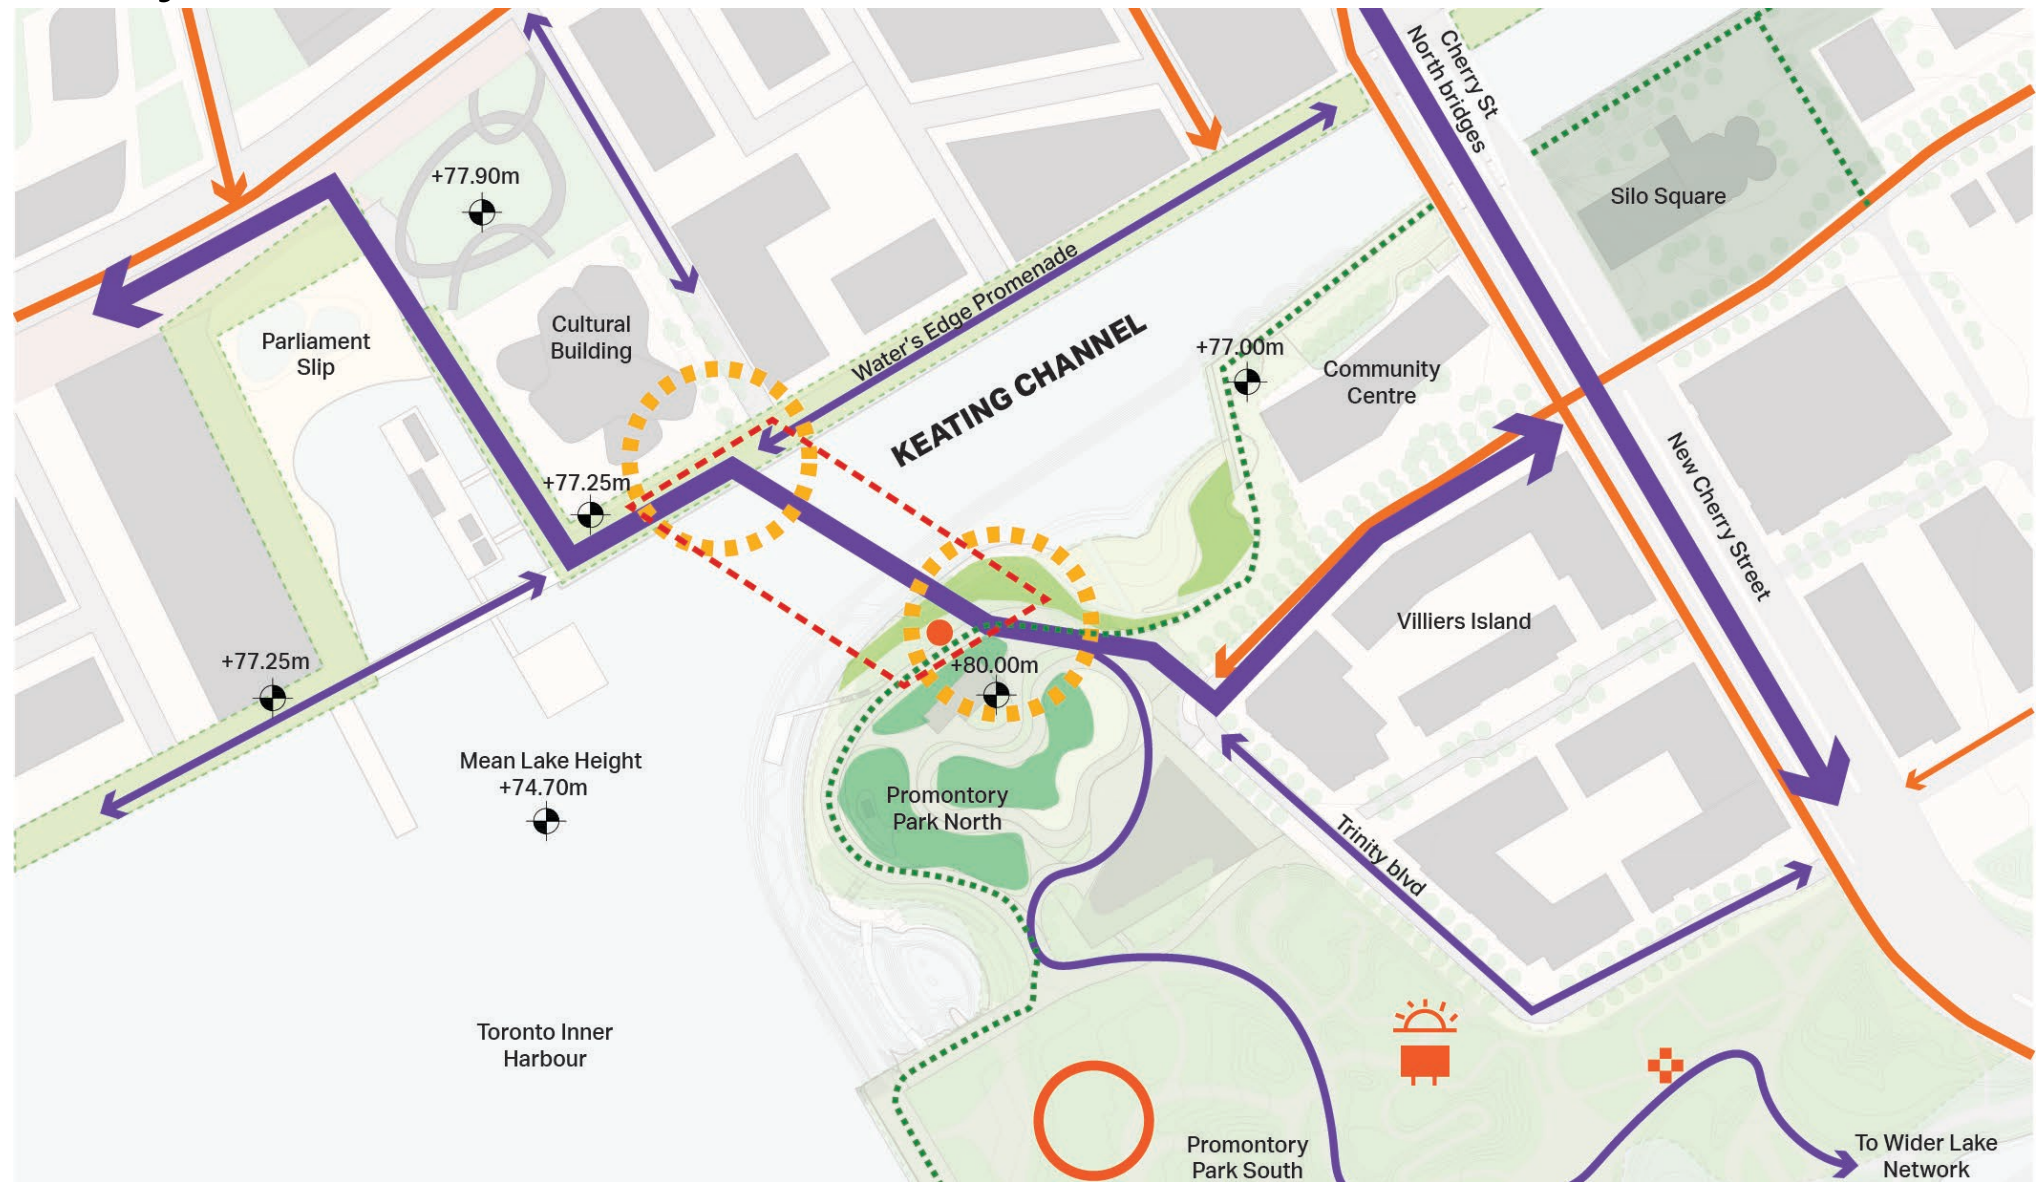 Cherry St
North bridges
+77.90m
Silo Square
Water's Edge Promenade
Cultural
Building
Parliament
Slip
KEATING CHANNEL
+77.00m
Community
Centre
+77.25m
New Cherry Street
Villiers Island
+77.25m
+80.00m
Mean Lake Height
+74.70m
Promontory
Park North
Trinity blvd
Toronto Inner
Harbour
Promontory
Park South
To Wider Lake
Network